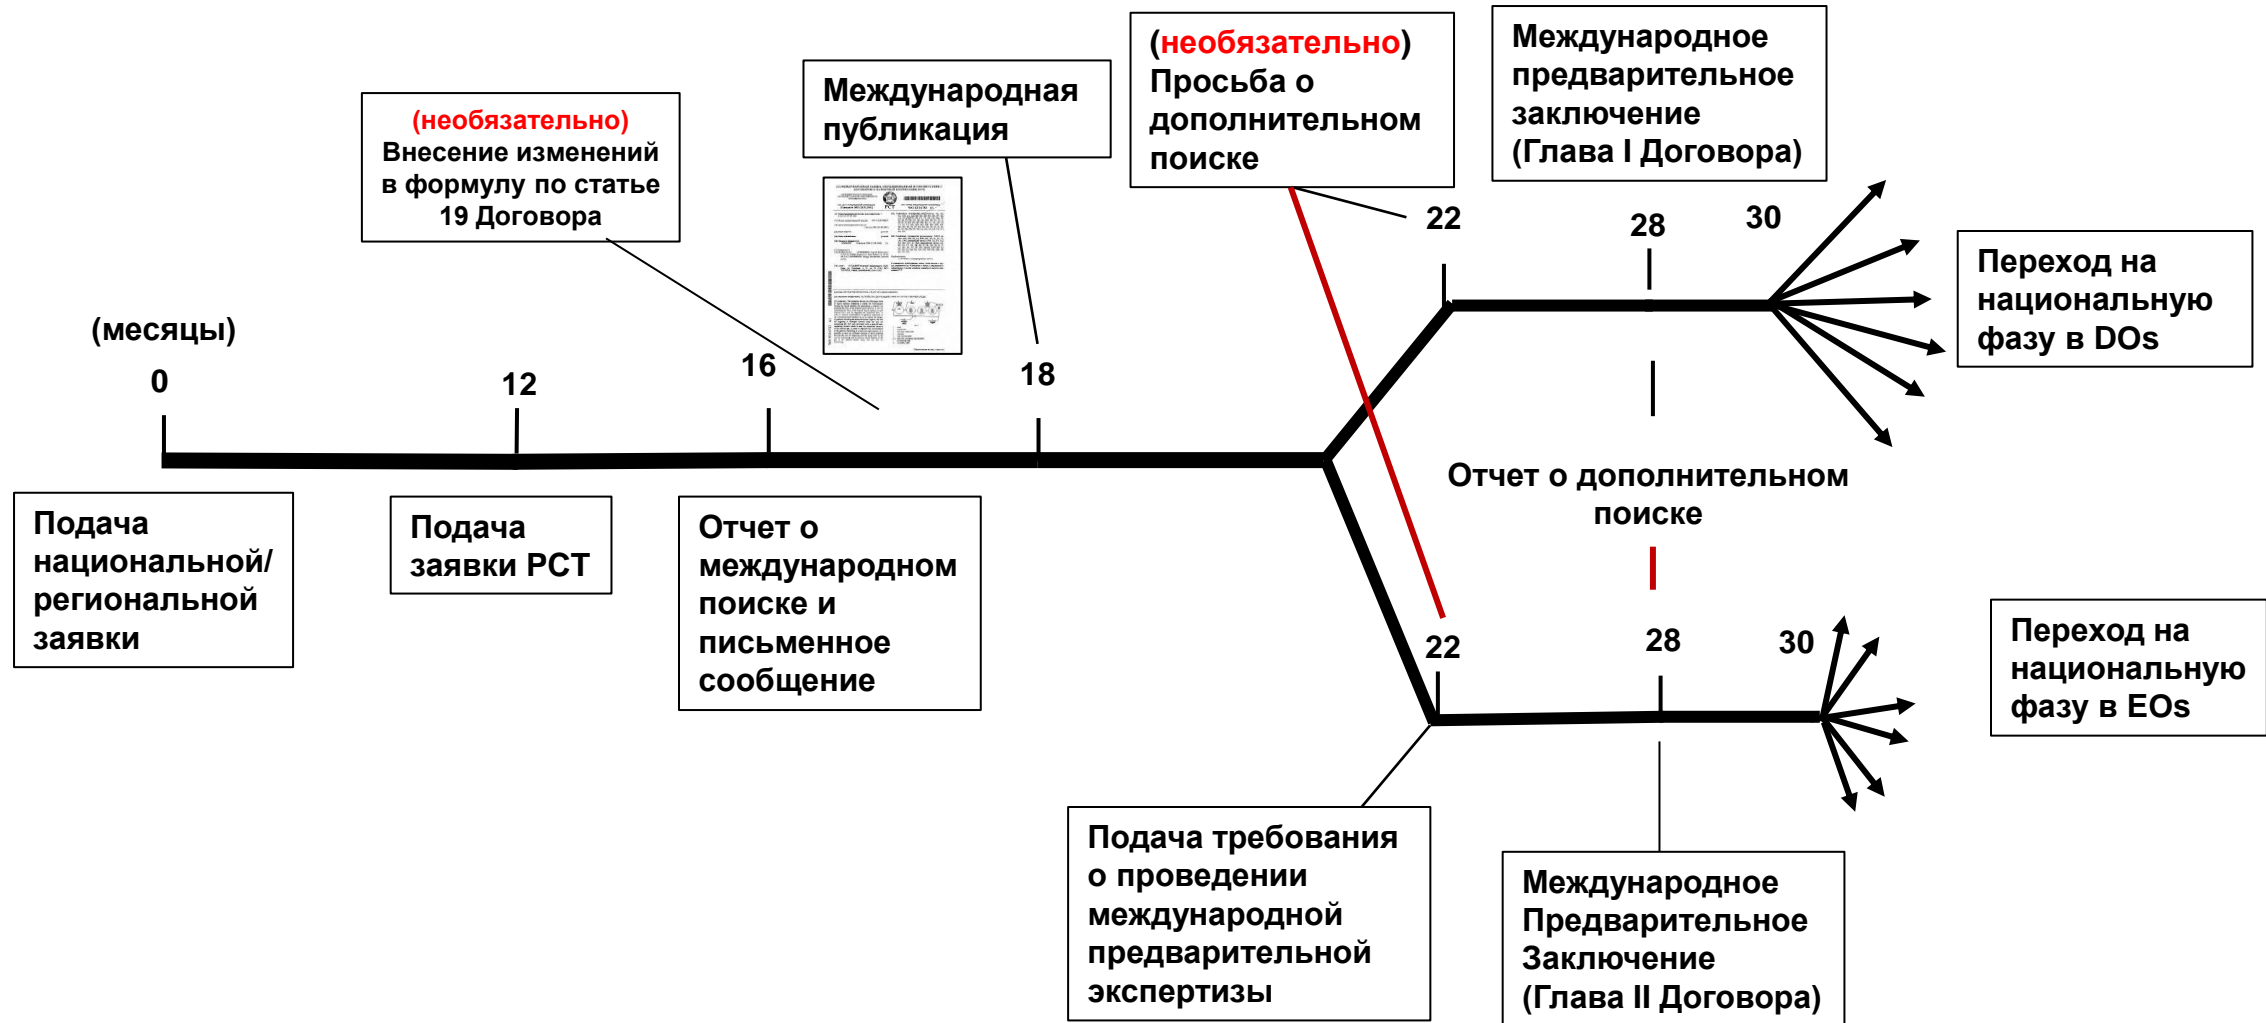 (необязательно)
Внесение изменений
в формулу по статье
19 Договора
Международная
публикация
(необязательно)
Просьба о
дополнительном
поиске
Международное
предварительное
заключение
(Глава I Договора)
(месяцы)
0
12
16
18
22
28
30
PCT
Переход на
национальную
фазу в DOs
Подача
национальной/
региональной
заявки
Подача
заявки РСТ
Отчет о
международном
поиске и
письменное
сообщение
Отчет о дополнительном
поиске
22
28
30
Переход на
национальную
фазу в EOs
Подача требования
о проведении
международной
предварительной
экспертизы
Международное
Предварительное
Заключение
(Глава II Договора)